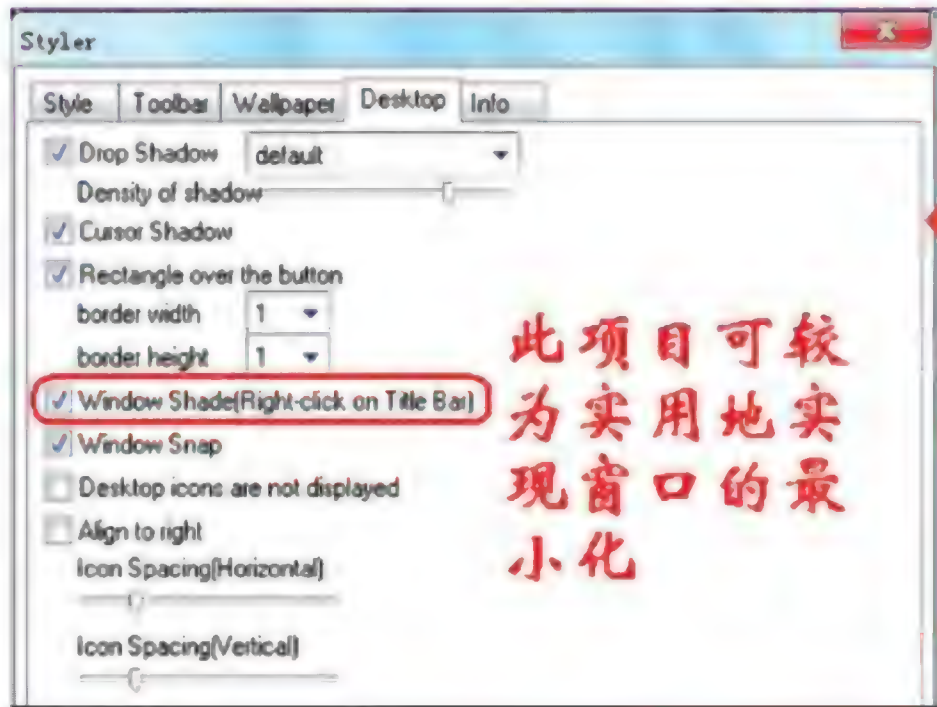 Styler
Style Toolbar Wallpaper Desktop Info
Drop Shadow default
Density of shadow
Cursor Shadow
Rectangle over the button
border width 1
border height 1
Window Shade(Right-click on Title Bar)
Window Snap
Desktop icons are not displayed
Align to right
Icon Spacing(Horizontal)
Icon Spacing(Vertical)
此项目可较
为实用地实
现窗口的最
小化